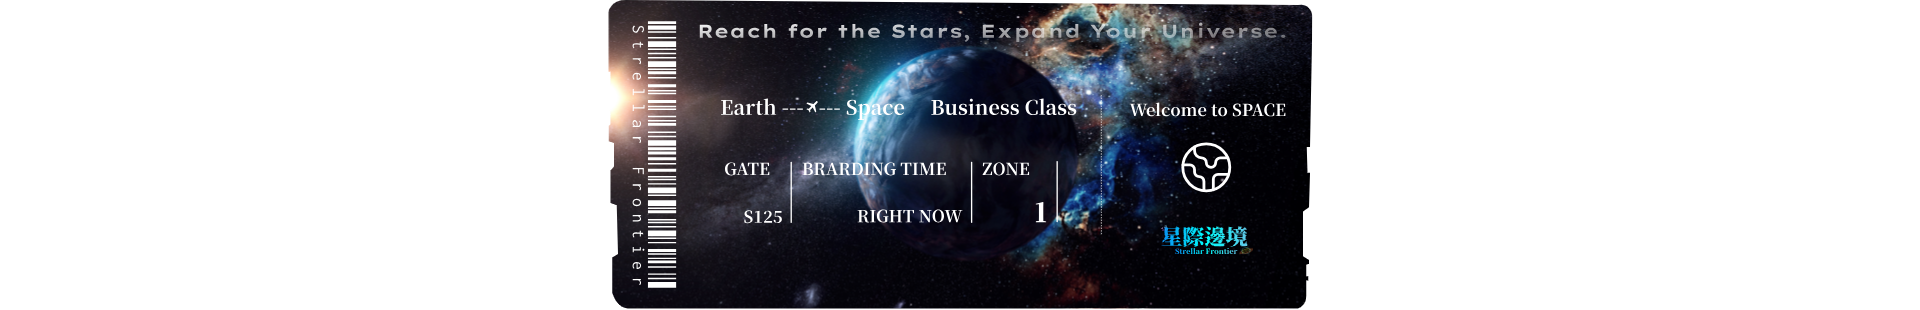 Strellar Frontier
Reach for the Stars, Expand Your Universe.
Earth ---✈--- Space Business Class
Welcome to SPACE
GATE BRARDING TIME ZONE
S125 RIGHT NOW 1
星際邊境
Strellar Frontier